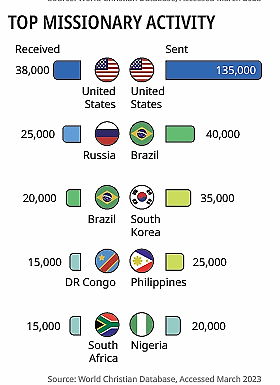 TOP MISSIONARY ACTIVITY
Received Sent
38,000 135,000
United States United States
25,000 40,000
Russia Brazil
20,000 35,000
Brazil South Korea
15,000 25,000
DR Congo Philippines
15,000 20,000
South Africa Nigeria
Source: World Christian Database, Accessed March 2023